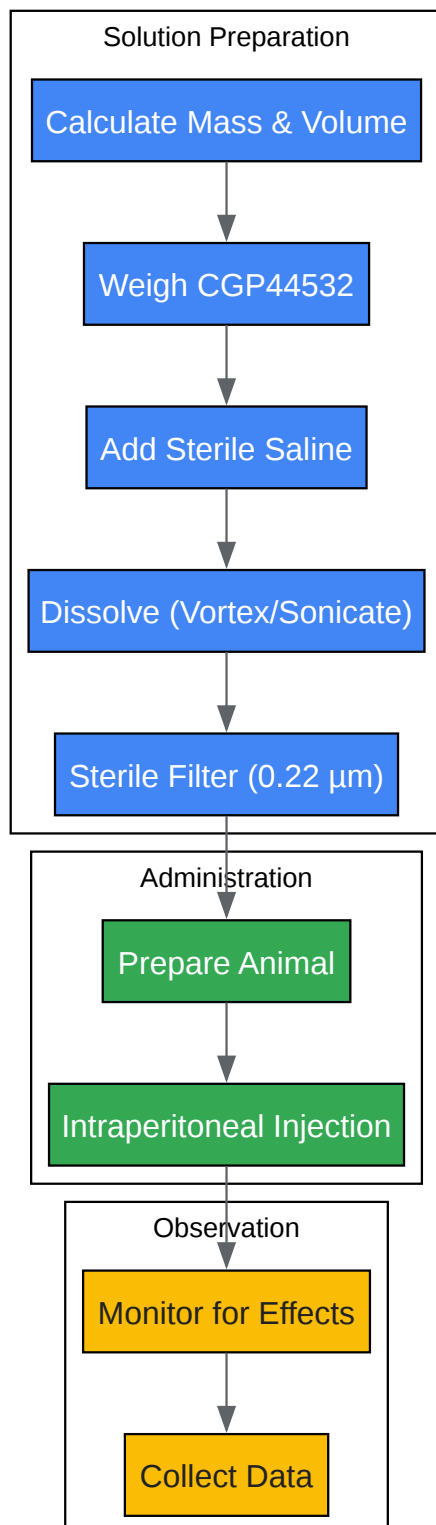 Solution Preparation
Calculate Mass & Volume
Weigh CGP44532
Add Sterile Saline
Dissolve (Vortex/Sonicate)
Sterile Filter (0.22 µm)
Administration
Prepare Animal
Intraperitoneal Injection
Observation
Monitor for Effects
Collect Data